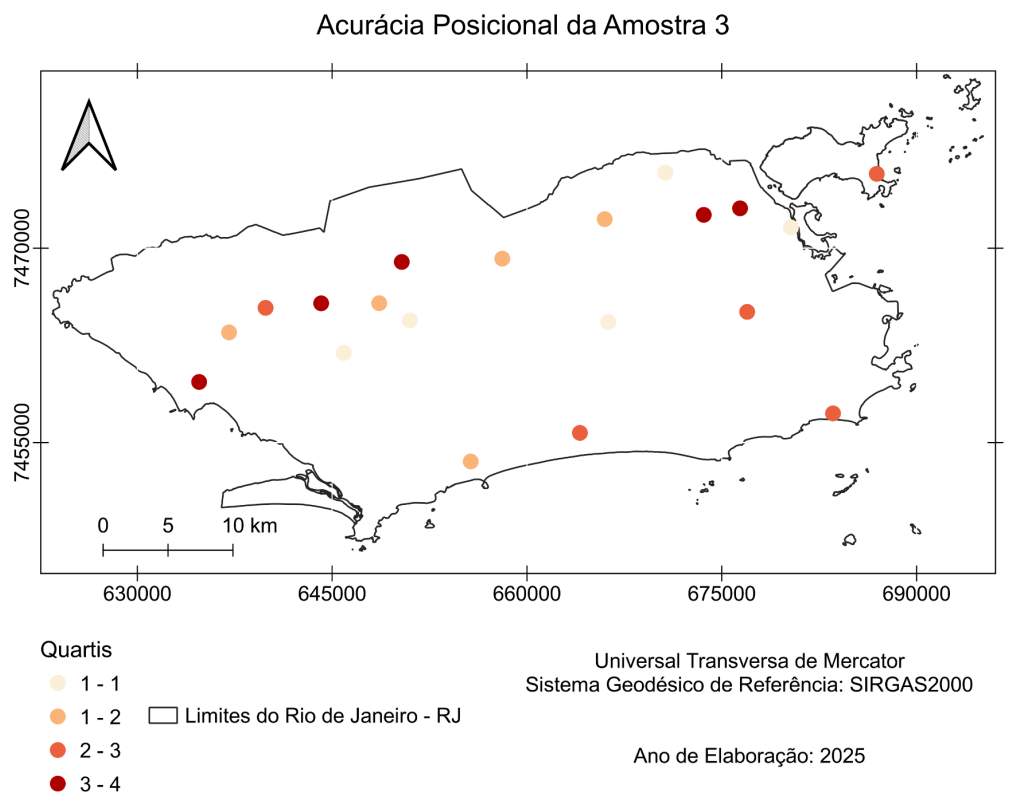 Acurácia Posicional da Amostra 3
7470000
7455000
0 5 10 km
630000 645000 660000 675000 690000
Quartis
1 - 1
1 - 2
2 - 3
3 - 4
Limites do Rio de Janeiro - RJ
Universal Transversa de Mercator
Sistema Geodésico de Referência: SIRGAS2000
Ano de Elaboração: 2025